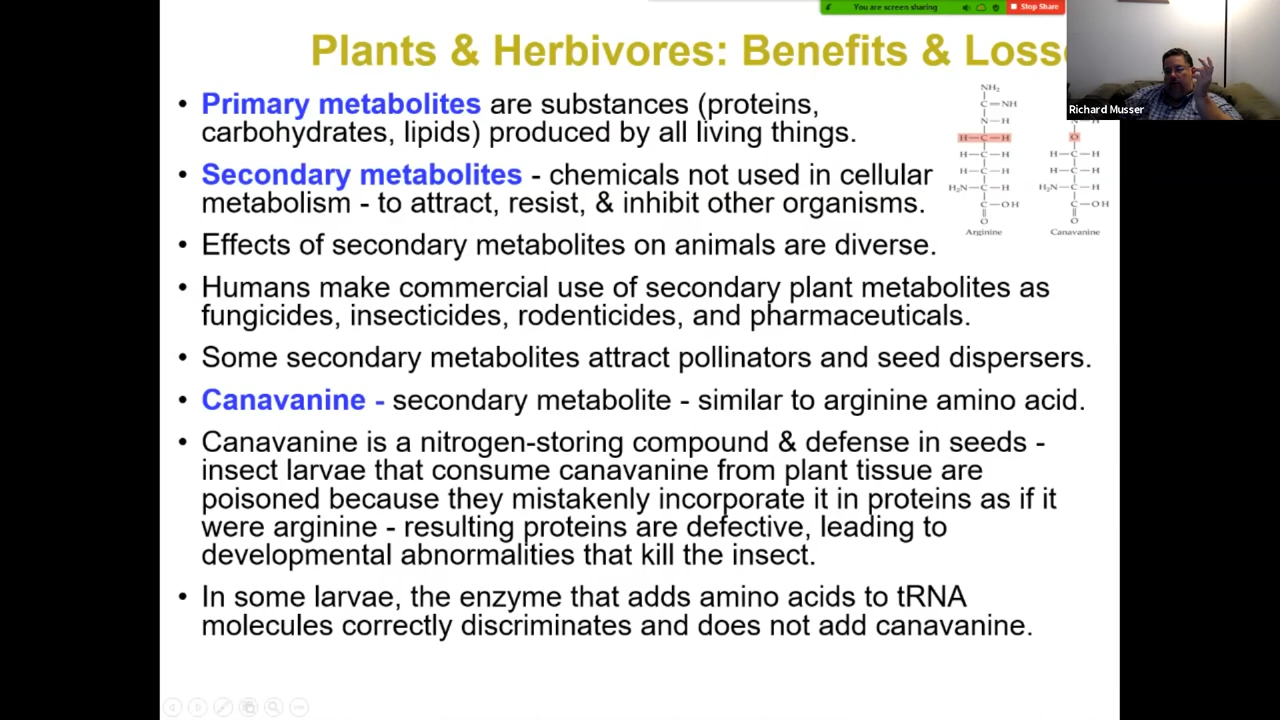 You are screen sharing
Stop Share
Plants & Herbivores: Benefits & Loss
Richard Musser
• Primary metabolites are substances (proteins,
carbohydrates, lipids) produced by all living things.
• Secondary metabolites - chemicals not used in cellular
metabolism - to attract, resist, & inhibit other organisms.
• Effects of secondary metabolites on animals are diverse.
• Humans make commercial use of secondary plant metabolites as
fungicides, insecticides, rodenticides, and pharmaceuticals.
• Some secondary metabolites attract pollinators and seed dispersers.
• Canavanine - secondary metabolite - similar to arginine amino acid.
• Canavanine is a nitrogen-storing compound & defense in seeds -
insect larvae that consume canavanine from plant tissue are
poisoned because they mistakenly incorporate it in proteins as if it
were arginine - resulting proteins are defective, leading to
developmental abnormalities that kill the insect.
• In some larvae, the enzyme that adds amino acids to tRNA
molecules correctly discriminates and does not add canavanine.
NH₂
C═NH
N—H
H—C—H
H—C—H
H—C—H
H₂N—C—H
C—OH
O
Arginine
O
H—C—H
H—C—H
H₂N—C—H
C—OH
O
Canavanine